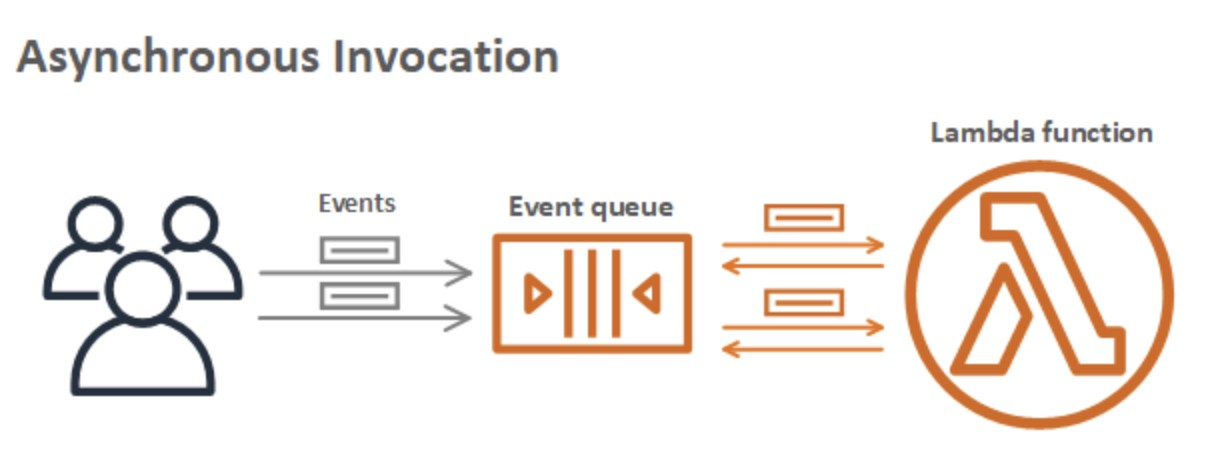 Asynchronous Invocation
Lambda function
Events
Event queue